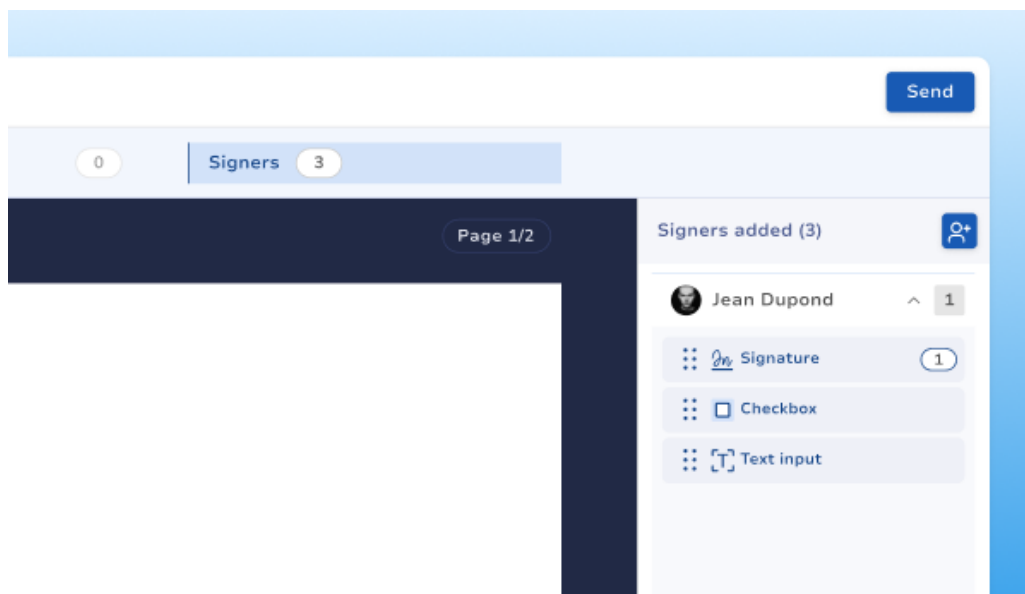 Send
0
Signers 3
Page 1/2
Signers added (3)
Jean Dupond 1
Signature 1
Checkbox
Text input